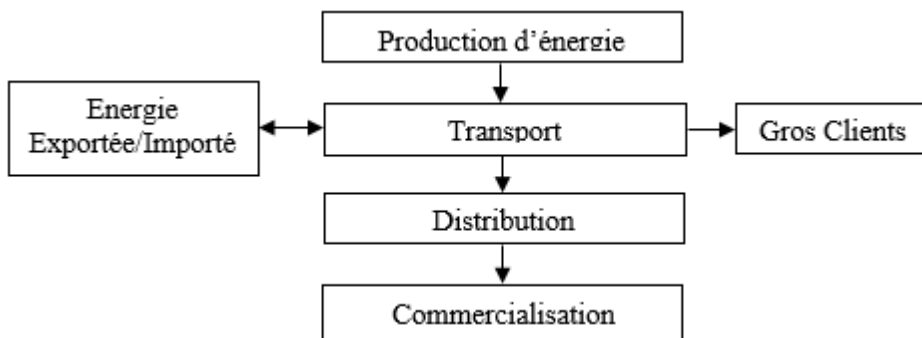 Production d’énergie
Energie
Exportée/Importé
Transport
Gros Clients
Distribution
Commercialisation